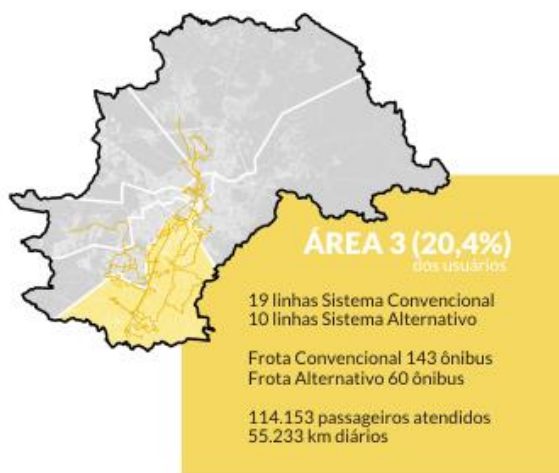 ÁREA 3 (20,4%)
dos usuários
19 linhas Sistema Convencional
10 linhas Sistema Alternativo
Frota Convencional 143 ônibus
Frota Alternativo 60 ônibus
114.153 passageiros atendidos
55.233 km diários